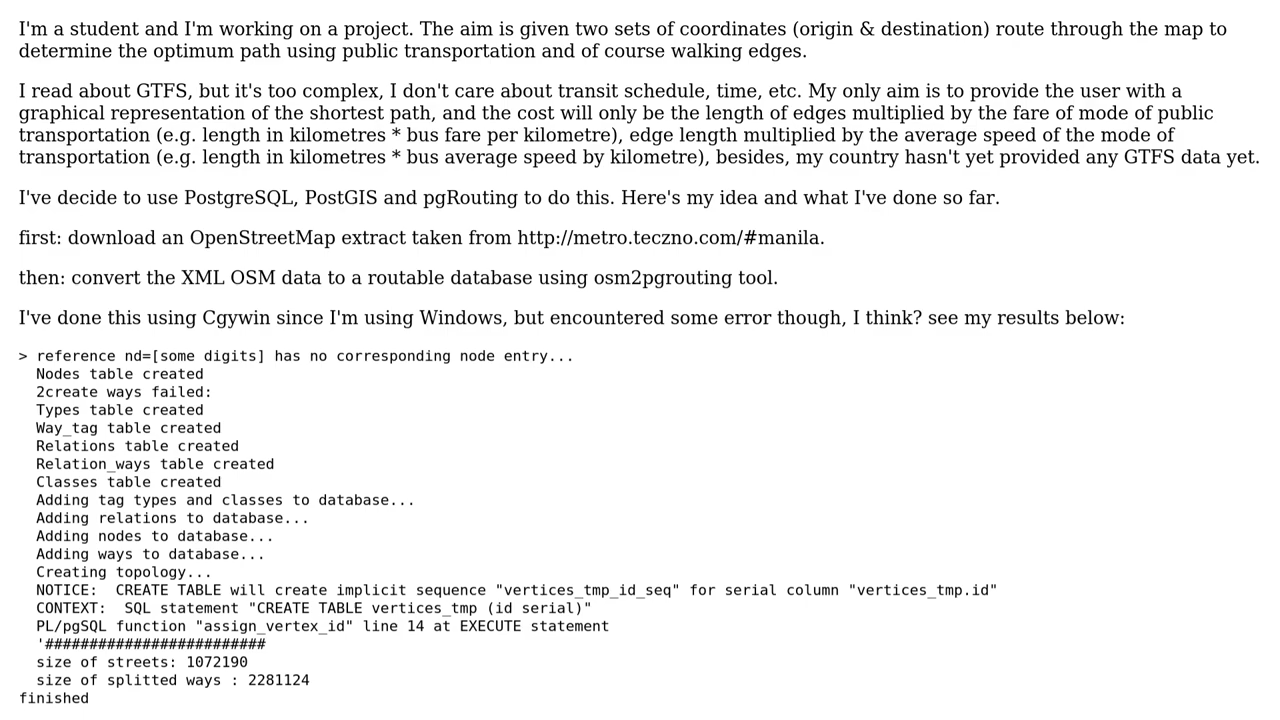 I'm a student and I'm working on a project. The aim is given two sets of coordinates (origin & destination) route through the map to
determine the optimum path using public transportation and of course walking edges.
I read about GTFS, but it's too complex, I don't care about transit schedule, time, etc. My only aim is to provide the user with a
graphical representation of the shortest path, and the cost will only be the length of edges multiplied by the fare of mode of public
transportation (e.g. length in kilometres * bus fare per kilometre), edge length multiplied by the average speed of the mode of
transportation (e.g. length in kilometres * bus average speed by kilometre), besides, my country hasn't yet provided any GTFS data yet.
I've decide to use PostgreSQL, PostGIS and pgRouting to do this. Here's my idea and what I've done so far.
first: download an OpenStreetMap extract taken from http://metro.teczno.com/#manila.
then: convert the XML OSM data to a routable database using osm2pgrouting tool.
I've done this using Cgywin since I'm using Windows, but encountered some error though, I think? see my results below:
> reference nd=[some digits] has no corresponding node entry...
  Nodes table created
  2create ways failed:
  Types table created
  Way_tag table created
  Relations table created
  Relation_ways table created
  Classes table created
  Adding tag types and classes to database...
  Adding relations to database...
  Adding nodes to database...
  Adding ways to database...
  Creating topology...
  NOTICE:  CREATE TABLE will create implicit sequence "vertices_tmp_id_seq" for serial column "vertices_tmp.id"
  CONTEXT:  SQL statement "CREATE TABLE vertices_tmp (id serial)"
  PL/pgSQL function "assign_vertex_id" line 14 at EXECUTE statement
  '#########################
  size of streets: 1072190
  size of splitted ways : 2281124
finished